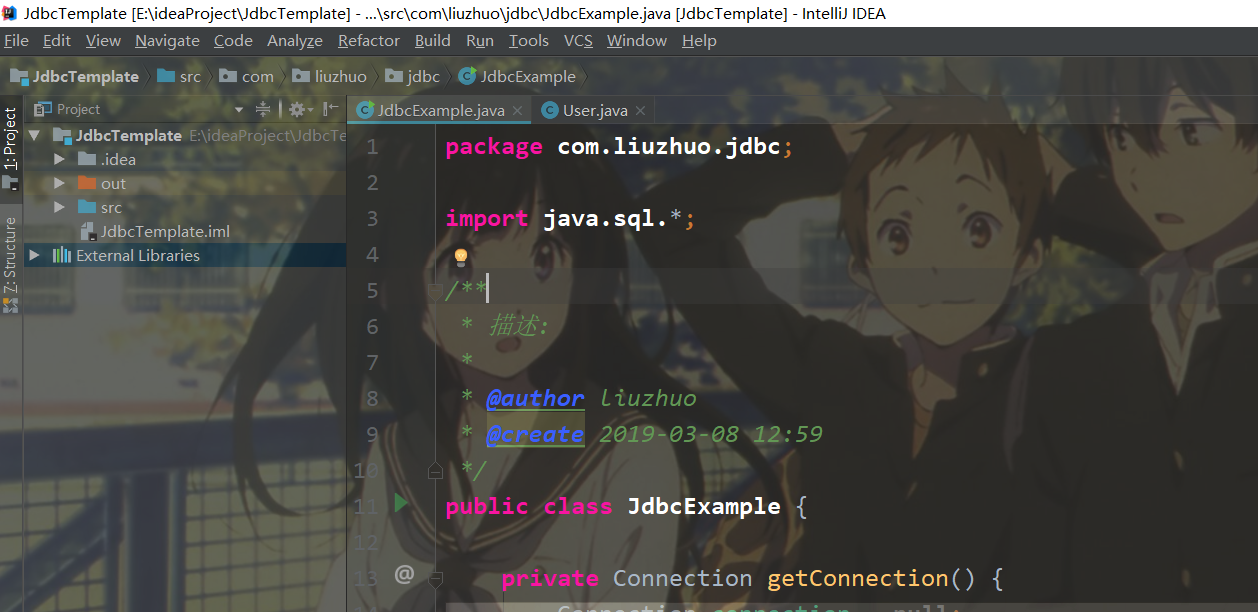 JdbcTemplate [E:\ideaProject\JdbcTemplate] - ...\src\com\liuzhuo\jdbc\JdbcExample.java [JdbcTemplate] - IntelliJ IDEA
File Edit View Navigate Code Analyze Refactor Build Run Tools VCS Window Help
JdbcTemplate src com liuzhuo jdbc JdbcExample
1: Project
Z: Structure
Project
JdbcTemplate E:\ideaProject\JdbcTe
.idea
out
src
JdbcTemplate.iml
External Libraries
JdbcExample.java User.java
1 package com.liuzhuo.jdbc;
2
3 import java.sql.*;
4
5 /**
6 * 描述:
7 *
8 * @author liuzhuo
9 * @create 2019-03-08 12:59
10 */
11 public class JdbcExample {
12
13 @ private Connection getConnection() {
Connection connection = null;